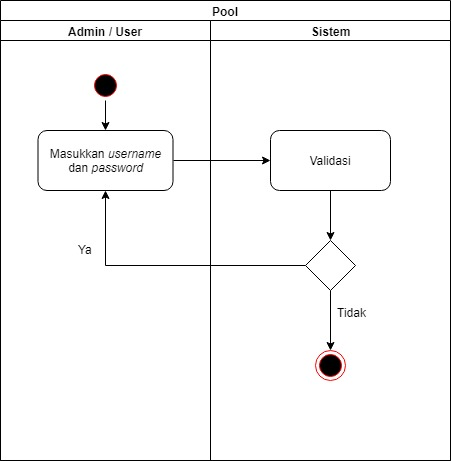 Pool
Admin / User
Sistem
Masukkan username
dan password
Validasi
Ya
Tidak